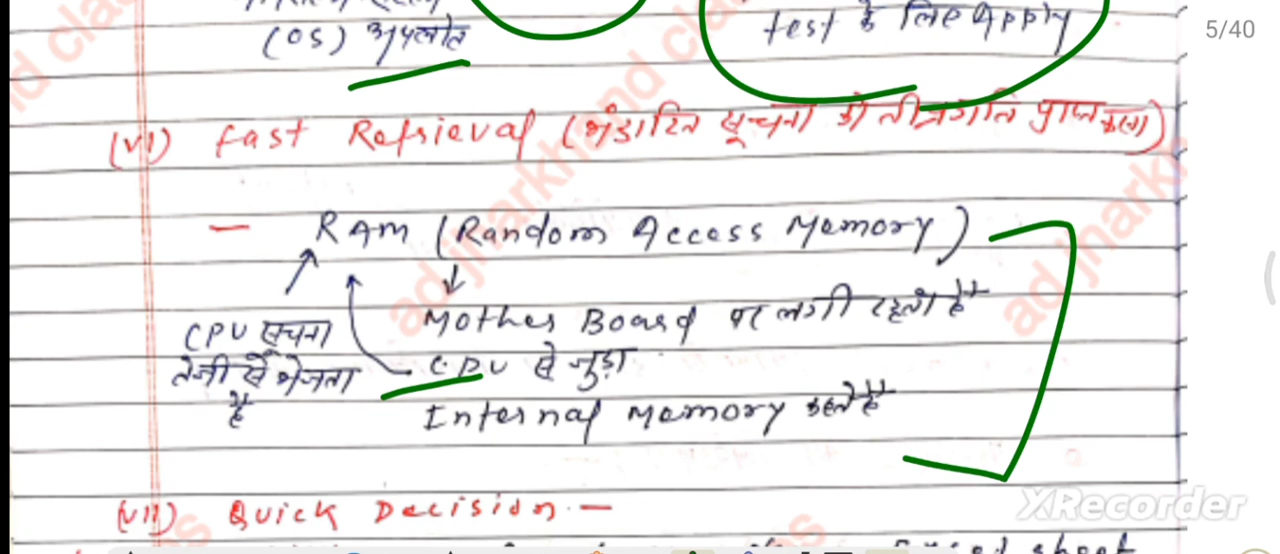 (OS) अपलोड
test के लिए Apply
5/40
(VI) Fast Retrieval (भंडारित सूचना को तीव्रगति प्राप्त करना)
— RAM (Random Access Memory)
Mother Board पर लगी रहती है
CPU सूचना
तेजी से भेजता
है
CPU से जुड़ा
Internal Memory कहते है
(VII) Quick Decision. —
XRecorder
sheet